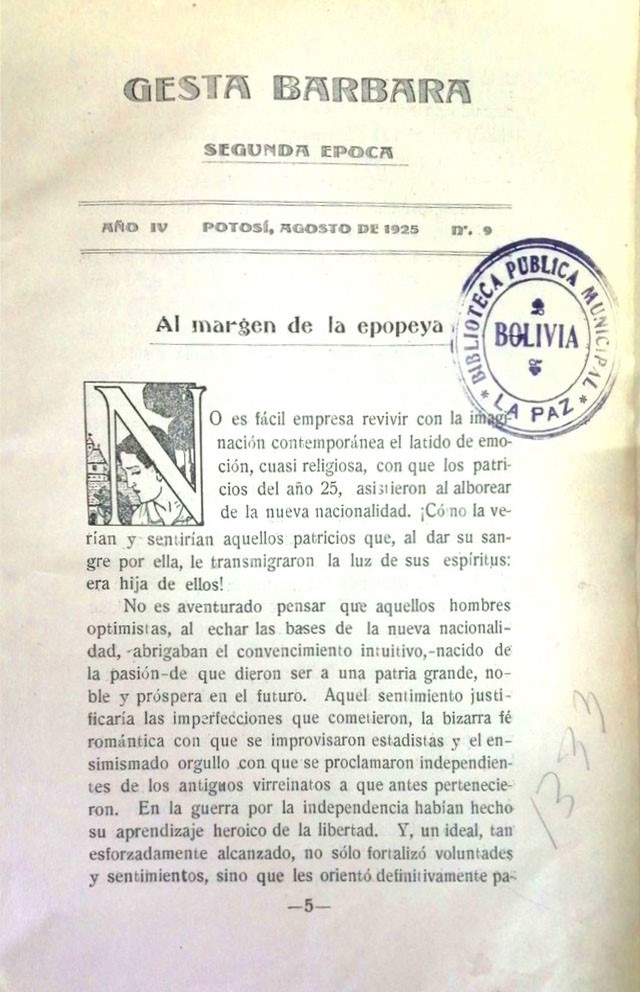 GESTA BARBARA
SEGUNDA EPOCA
AÑO IV POTOSÍ, AGOSTO DE 1925 Nº. 9
Al margen de la epopeya
BIBLIOTECA PÚBLICA MUNICIPAL
BOLIVIA
* LA PAZ *
NO es fácil empresa revivir con la imagi-
nación contemporánea el latido de emo-
ción, cuasi religiosa, con que los patri-
cios del año 25, asistieron al alborear
de la nueva nacionalidad. ¡Cómo la ve-
rían y sentirían aquellos patricios que, al dar su san-
gre por ella, le transmigraron la luz de sus espíritus:
era hija de ellos!
No es aventurado pensar que aquellos hombres
optimistas, al echar las bases de la nueva nacionali-
dad, -abrigaban el convencimiento intuitivo,-nacido de
la pasión-de que dieron ser a una patria grande, no-
ble y próspera en el futuro. Aquel sentimiento justi-
ficaría las imperfecciones que cometieron, la bizarra fé
romántica con que se improvisaron estadistas y el en-
simismado orgullo con que se proclamaron independien-
tes de los antiguos virreinatos a que antes pertenecie-
ron. En la guerra por la independencia habían hecho
su aprendizaje heroico de la libertad. Y, un ideal, tan
esforzadamente alcanzado, no sólo fortalizó voluntades
y sentimientos, sino que les orientó definitivamente pa-
—5—
1333